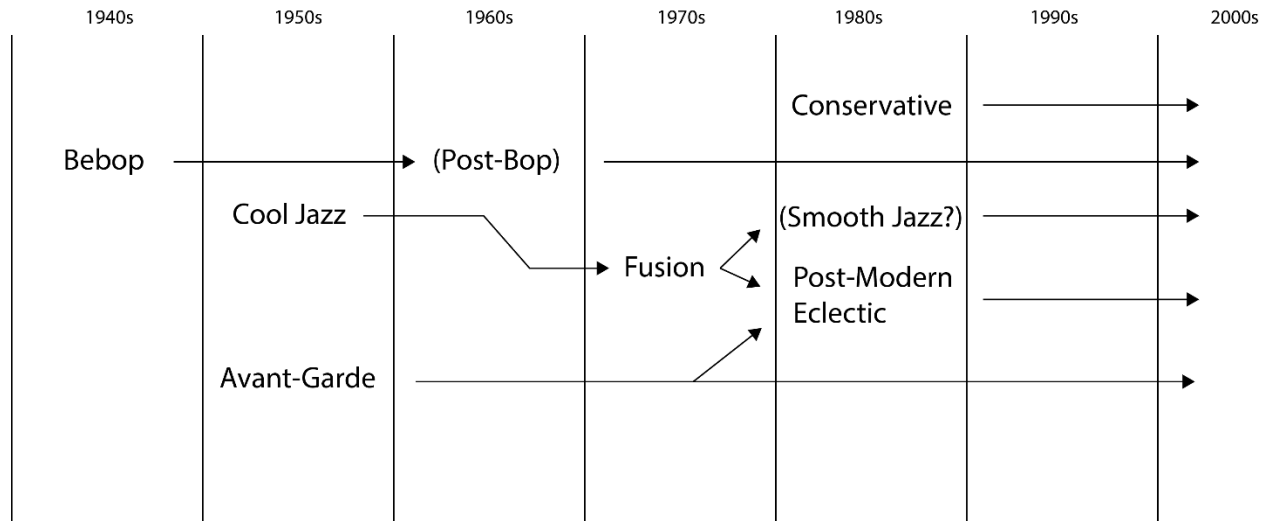 1940s 1950s 1960s 1970s 1980s 1990s 2000s
Conservative
Bebop (Post-Bop)
Cool Jazz (Smooth Jazz?)
Fusion
Post-Modern
Eclectic
Avant-Garde